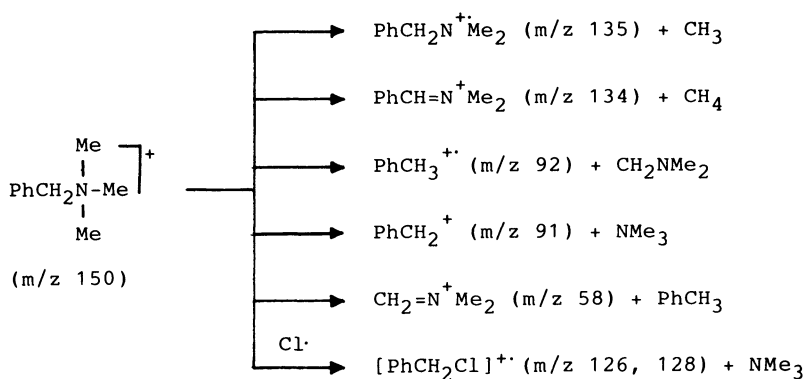 PhCH₂N⁺·Me₂ (m/z 135) + CH₃
PhCH=N⁺Me₂ (m/z 134) + CH₄
Me ⁺
PhCH₃⁺· (m/z 92) + CH₂NMe₂
PhCH₂N-Me
PhCH₂⁺ (m/z 91) + NMe₃
Me
(m/z 150)
CH₂=N⁺Me₂ (m/z 58) + PhCH₃
Cl·
[PhCH₂Cl]⁺· (m/z 126, 128) + NMe₃